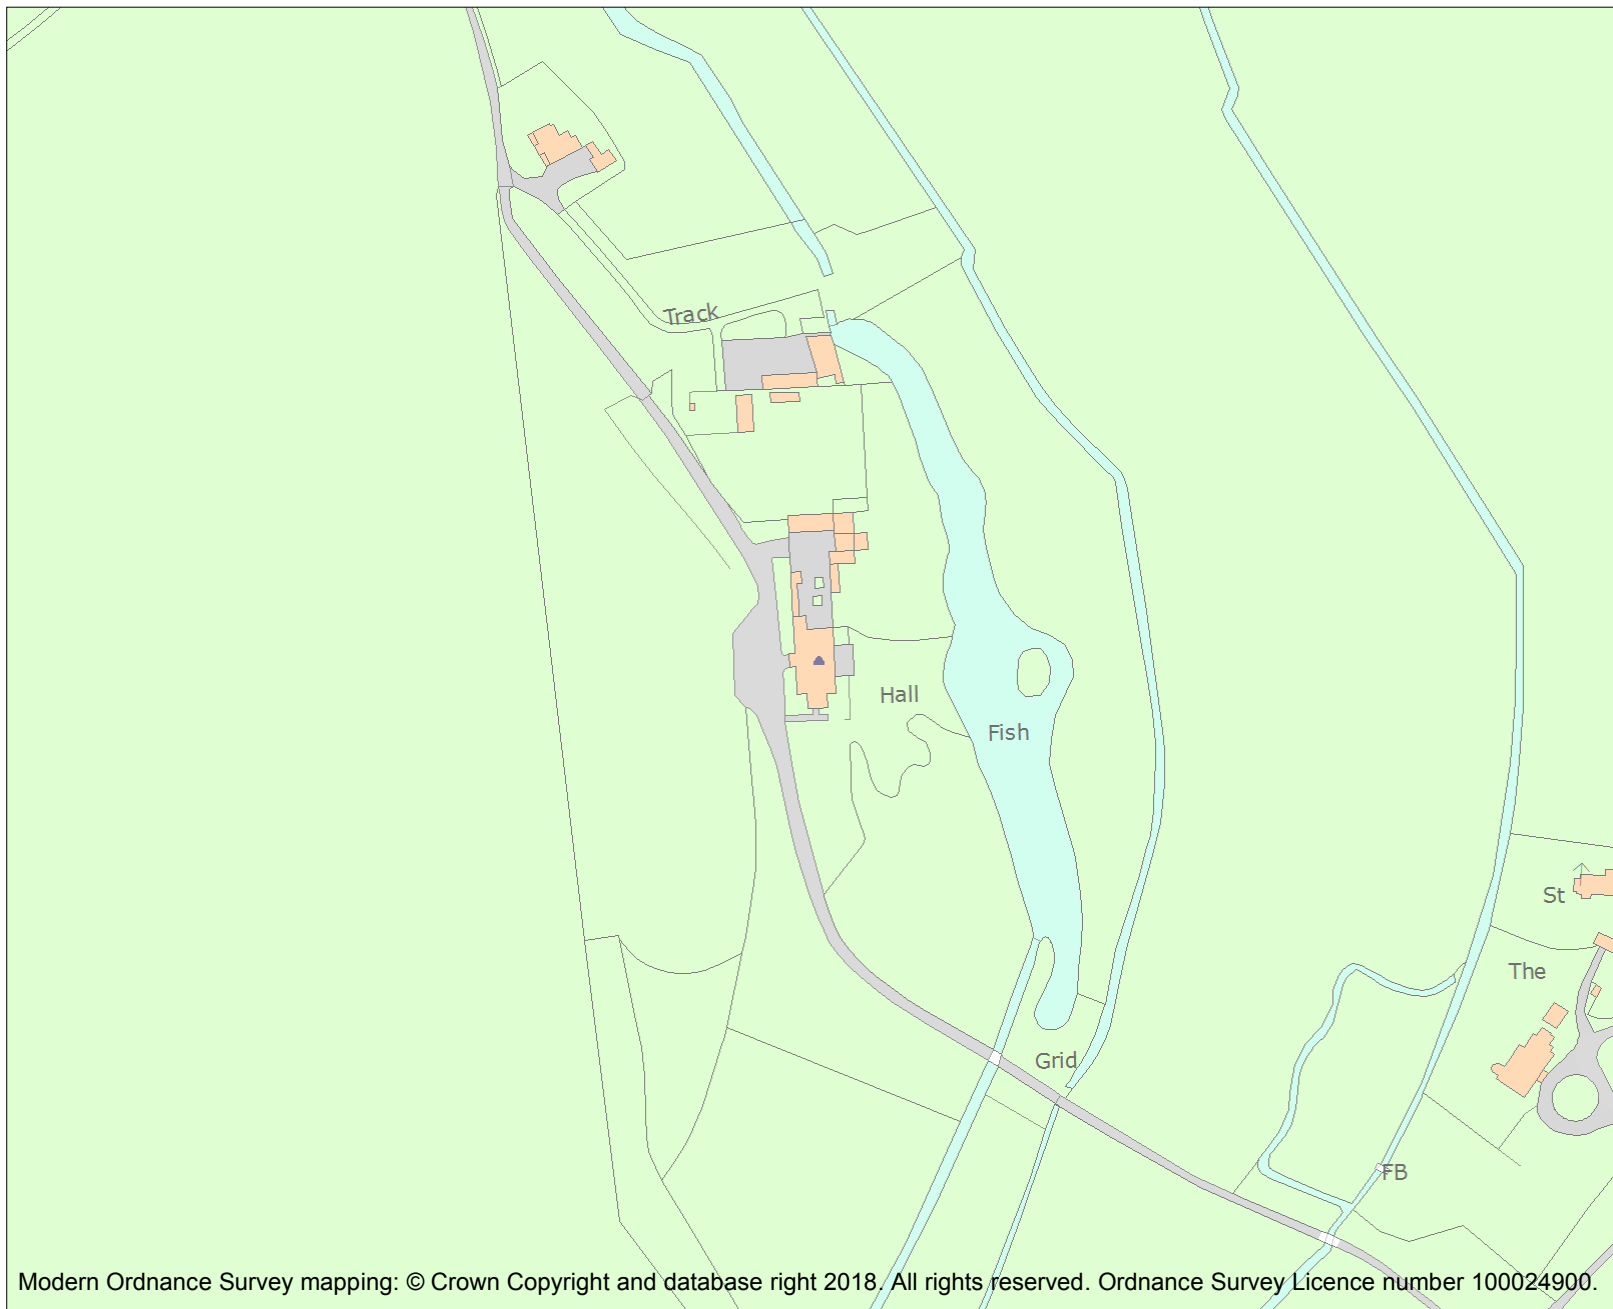 Track
Hall
Fish
St
The
Grid
FB
Modern Ordnance Survey mapping: © Crown Copyright and database right 2018. All rights reserved. Ordnance Survey Licence number 100024900.